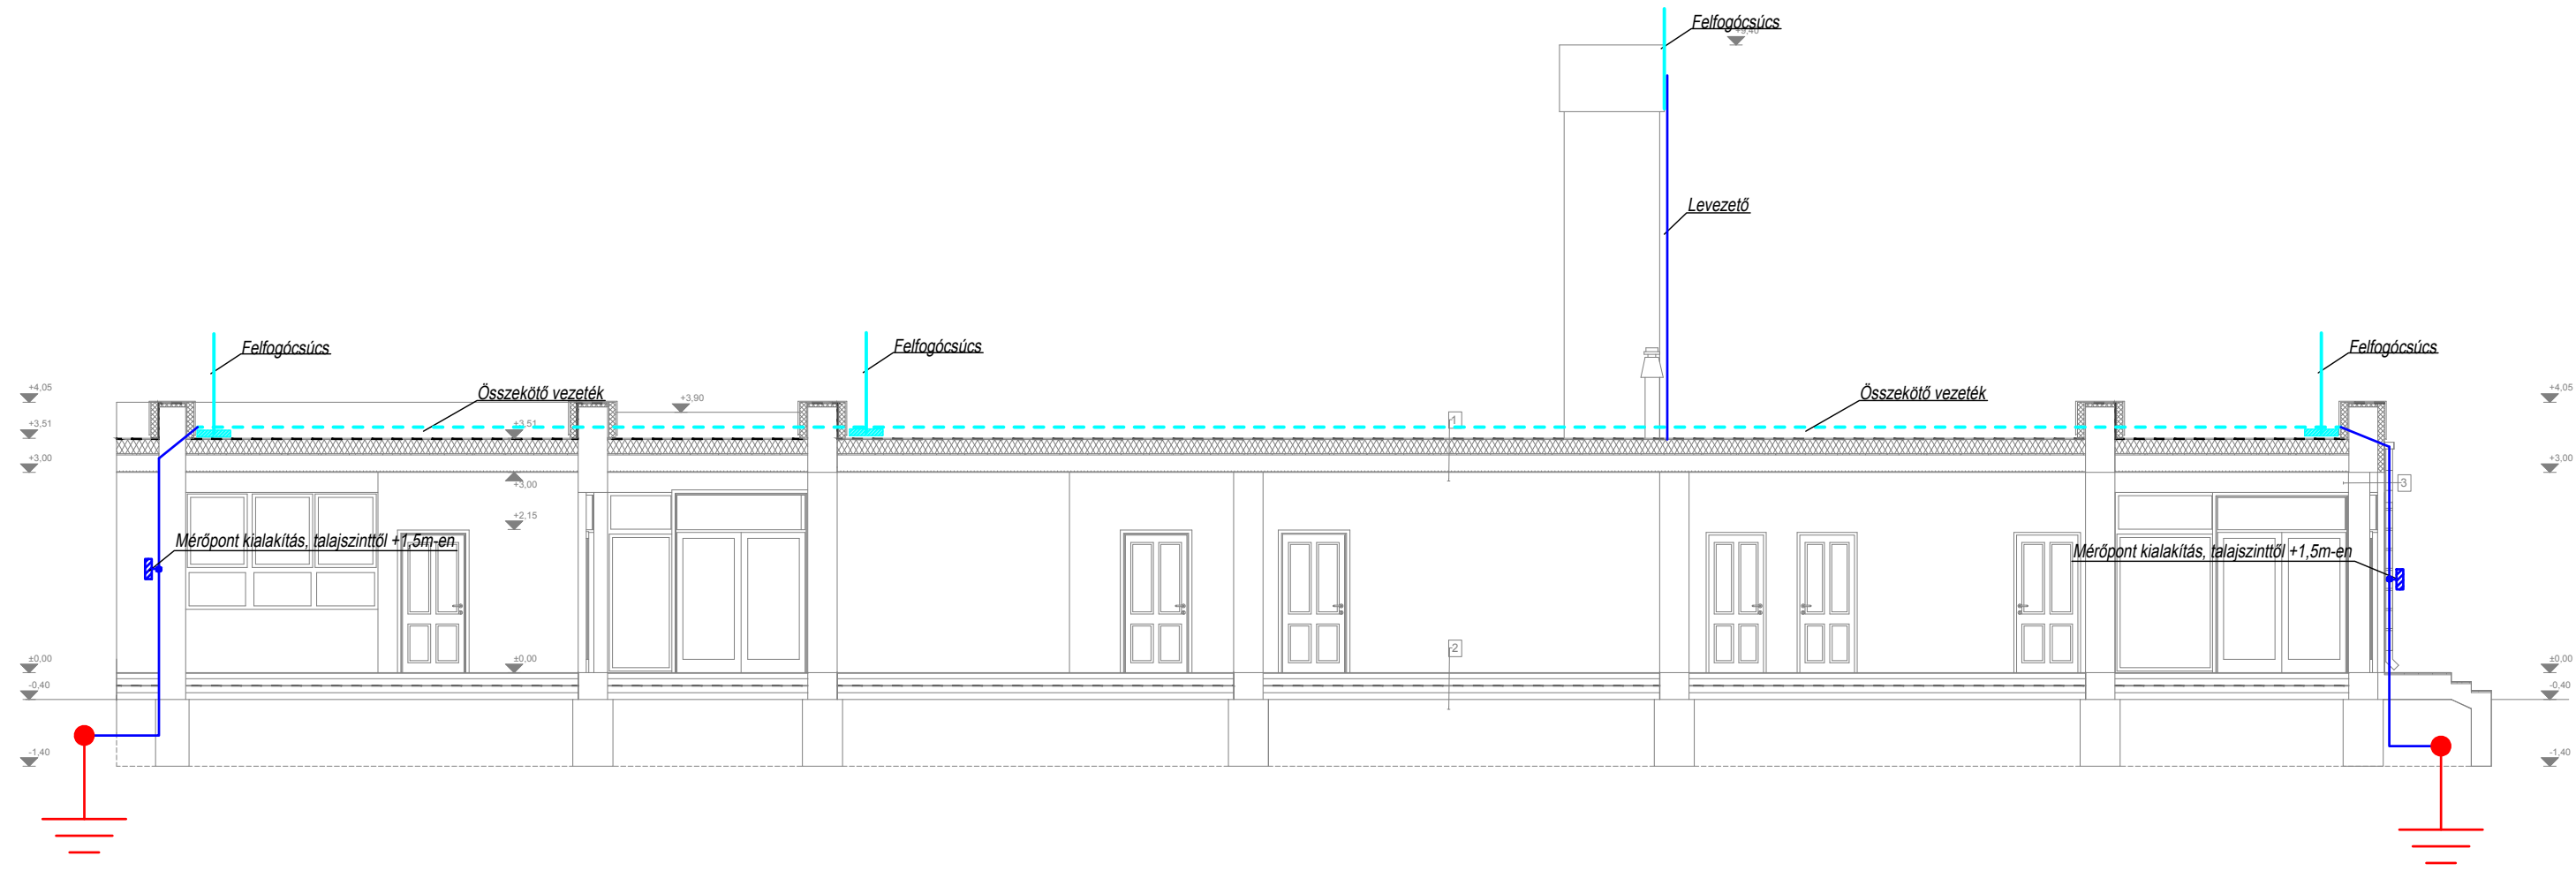 Felfogócsúcs
+9,40
Levezető
Felfogócsúcs
Felfogócsúcs
Felfogócsúcs
+4,05
Összekötő vezeték
+3,90
Összekötő vezeték
+4,05
+3,51
+3,51
1
+3,00
+3,00
+3,00
3
+2,15
Mérőpont kialakítás, talajszinttől +1,5m-en
Mérőpont kialakítás, talajszinttől +1,5m-en
2
±0,00
±0,00
±0,00
-0,40
-0,40
-1,40
-1,40